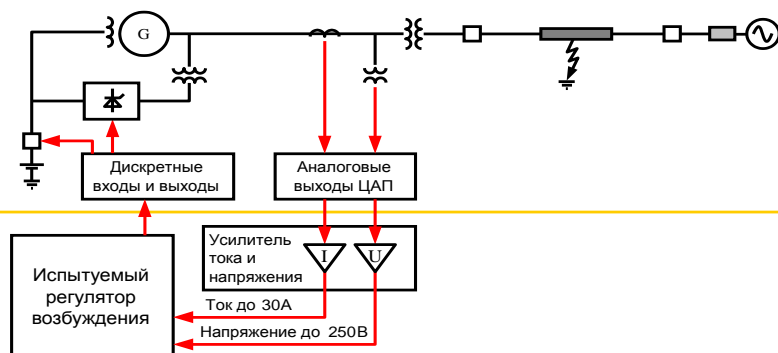 G
Дискретные
входы и выходы
Аналоговые
выходы ЦАП
Усилитель
тока и
напряжения
I
U
Испытуемый
регулятор
возбуждения
Ток до 30А
Напряжение до 250В